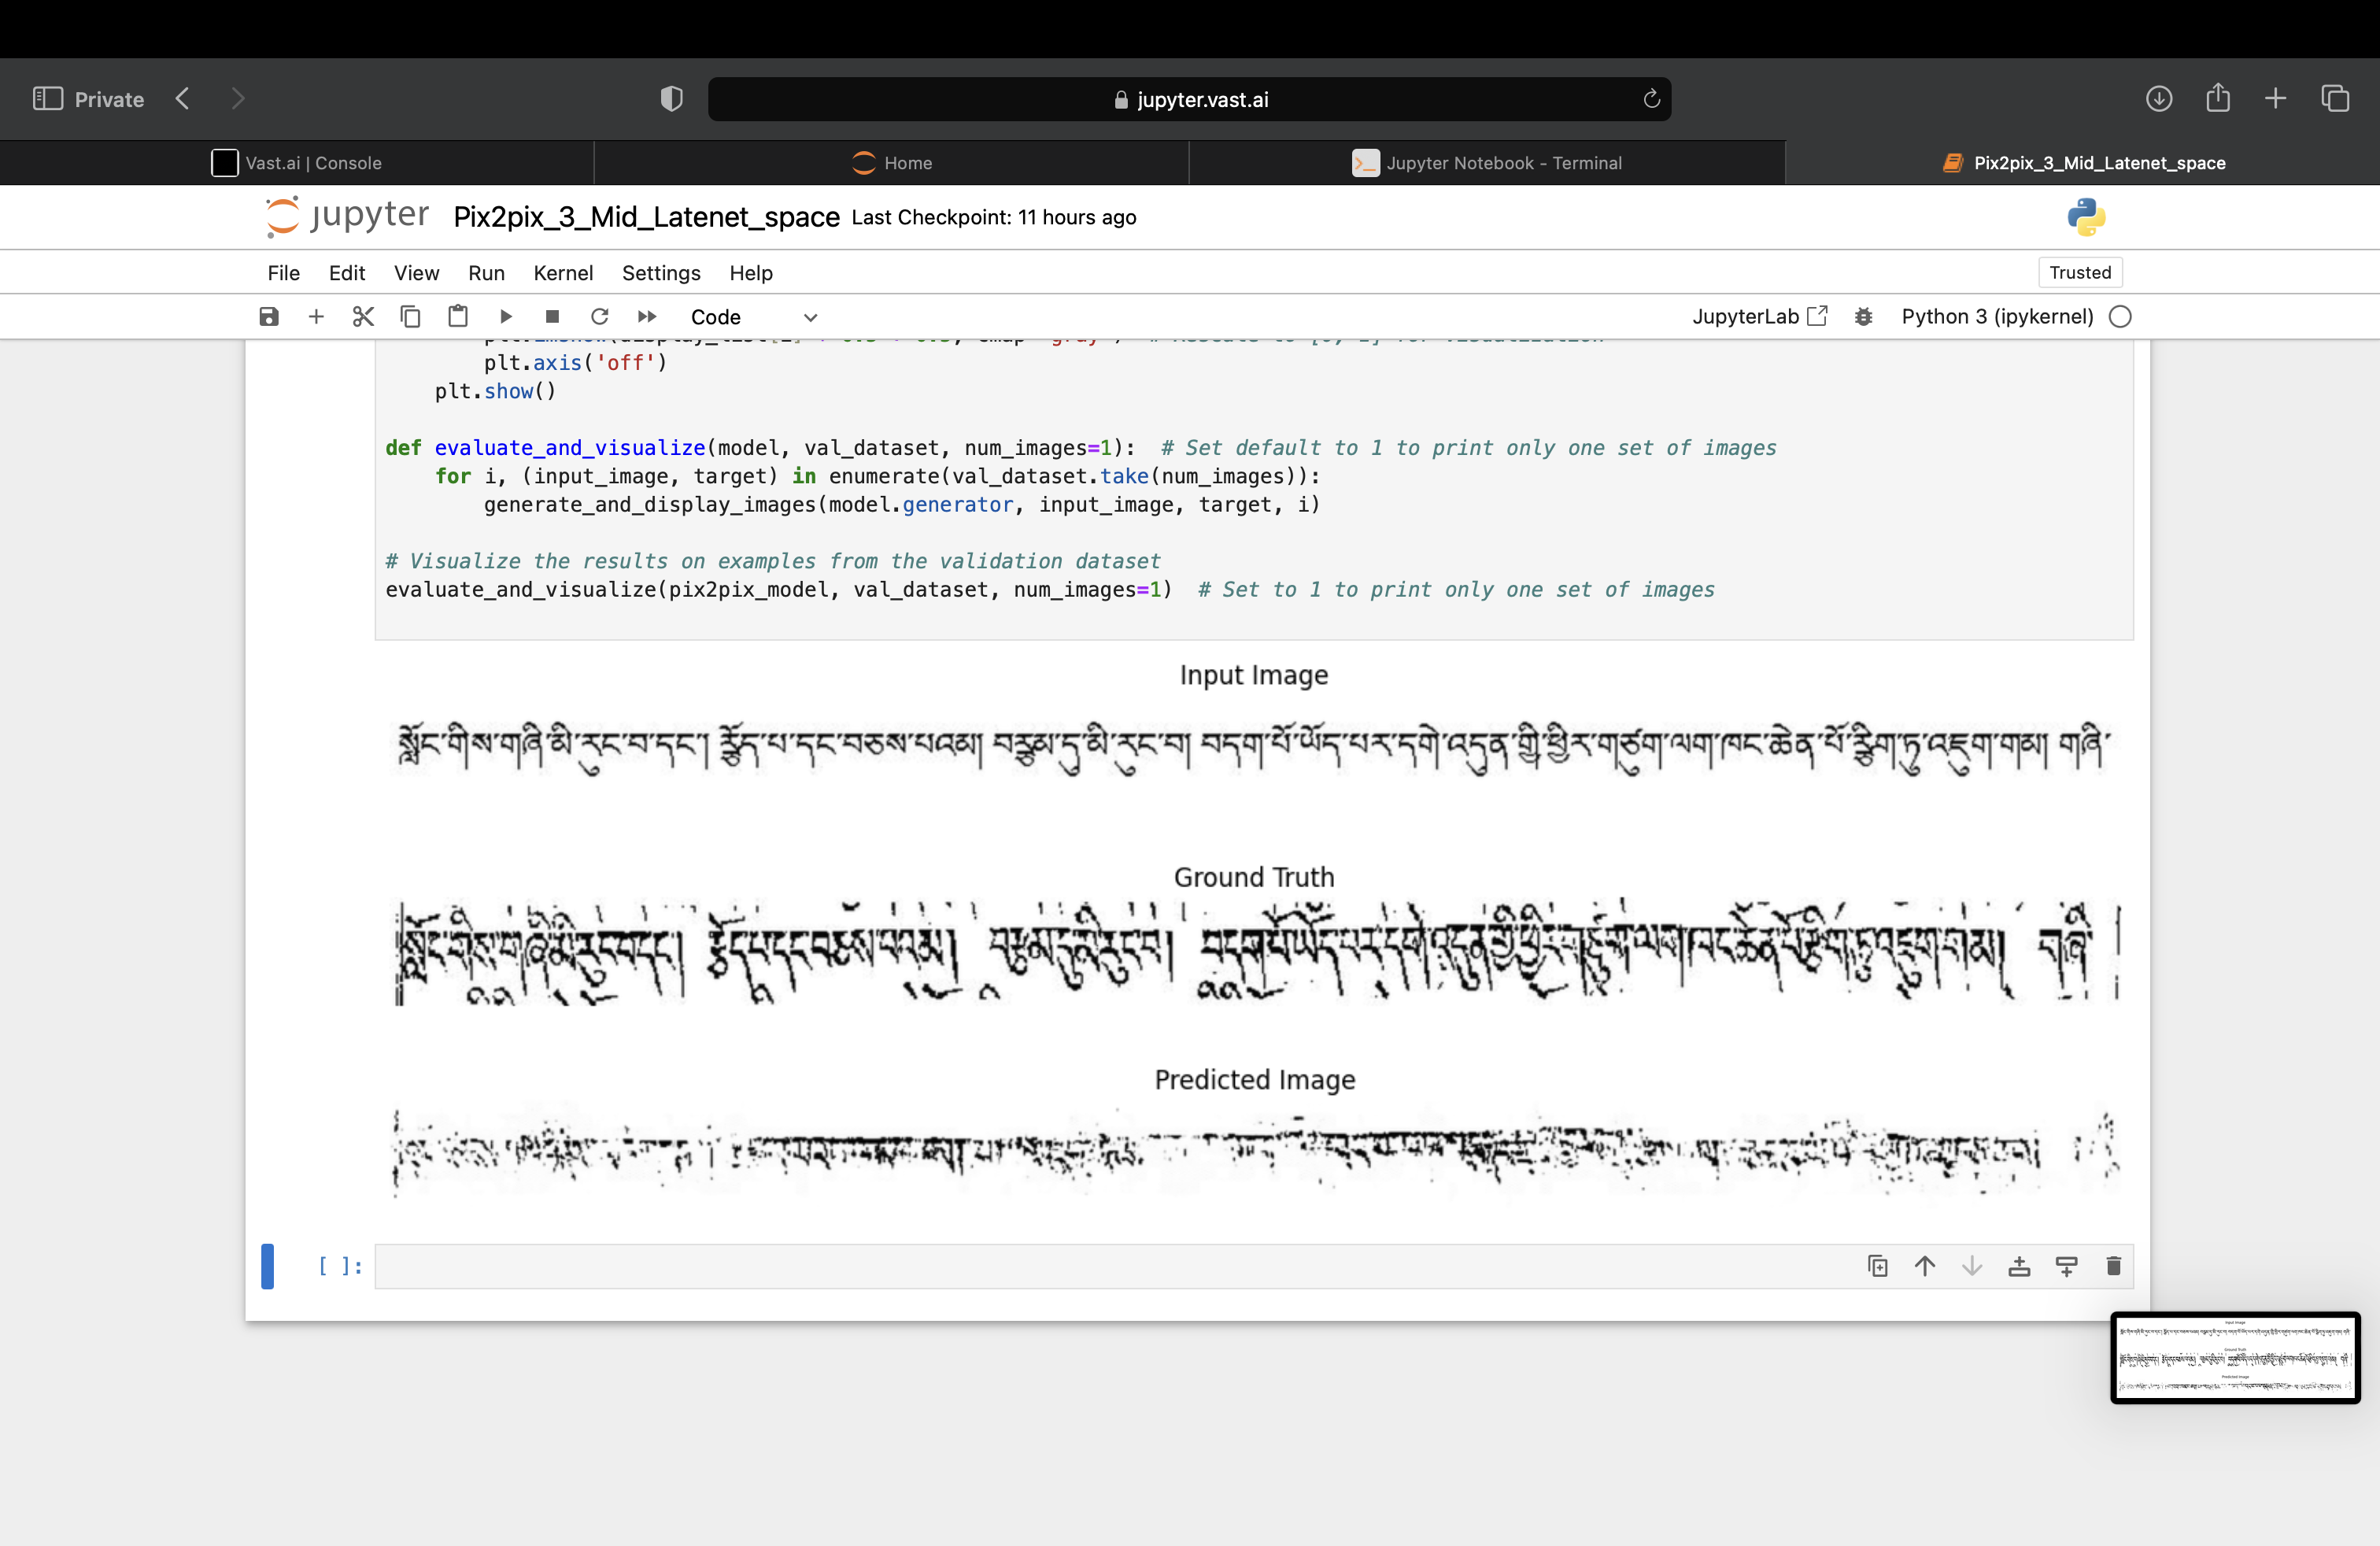 Private
jupyter.vast.ai
Vast.ai | Console
Home
Jupyter Notebook - Terminal
Pix2pix_3_Mid_Latenet_space
jupyter Pix2pix_3_Mid_Latenet_space Last Checkpoint: 11 hours ago
File Edit View Run Kernel Settings Help
Trusted
Code
JupyterLab
Python 3 (ipykernel)
plt.axis('off')
plt.show()
def evaluate_and_visualize(model, val_dataset, num_images=1):  # Set default to 1 to print only one set of images
for i, (input_image, target) in enumerate(val_dataset.take(num_images)):
generate_and_display_images(model.generator, input_image, target, i)
# Visualize the results on examples from the validation dataset
evaluate_and_visualize(pix2pix_model, val_dataset, num_images=1)  # Set to 1 to print only one set of images
Input Image
སློང་གིས་གཞི་མི་རུང་བ་དང་། རྩོད་པ་དང་བཅས་པའམ། བརྩམ་དུ་མི་རུང་བ། བདག་པོ་ཡོད་པར་དགེ་འདུན་གྱི་ཕྱིར་གཙུག་ལག་ཁང་ཆེན་པོ་རྩིག་ཏུ་འཇུག་གམ། གཞི་
Ground Truth
Predicted Image
[ ]: